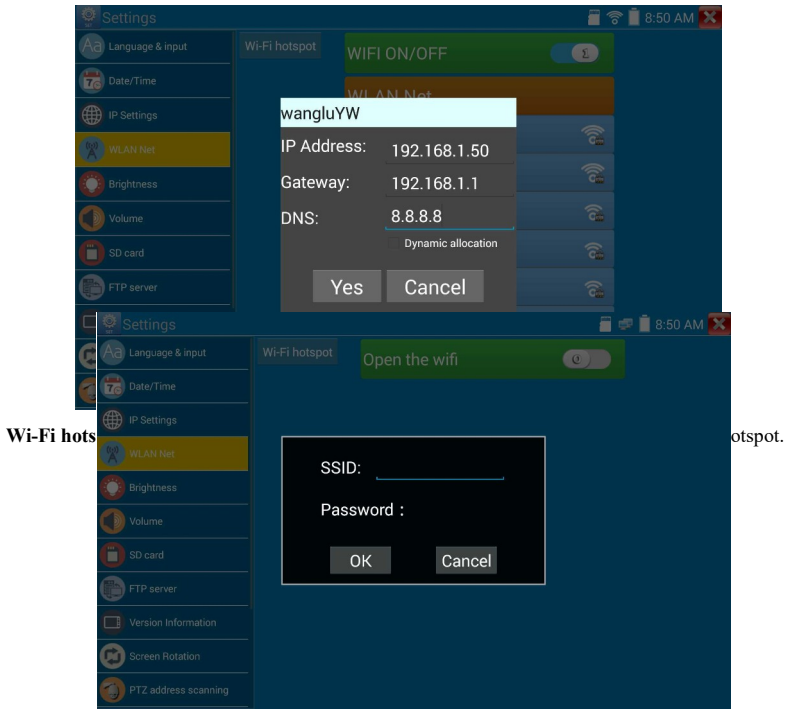 Settings
8:50 AM
Language & input
Date/Time
IP Settings
WLAN Net
Brightness
Volume
SD card
FTP server
Wi-Fi hotspot
WIFI ON/OFF
WLAN Net
wangluYW
IP Address: 192.168.1.50
Gateway: 192.168.1.1
DNS: 8.8.8.8
Dynamic allocation
Yes Cancel
Wi-Fi hots
otspot.
Settings
8:50 AM
Language & input
Date/Time
IP Settings
WLAN Net
Brightness
Volume
SD card
FTP server
Version Information
Screen Rotation
PTZ address scanning
Wi-Fi hotspot
Open the wifi
SSID:
Password :
OK Cancel